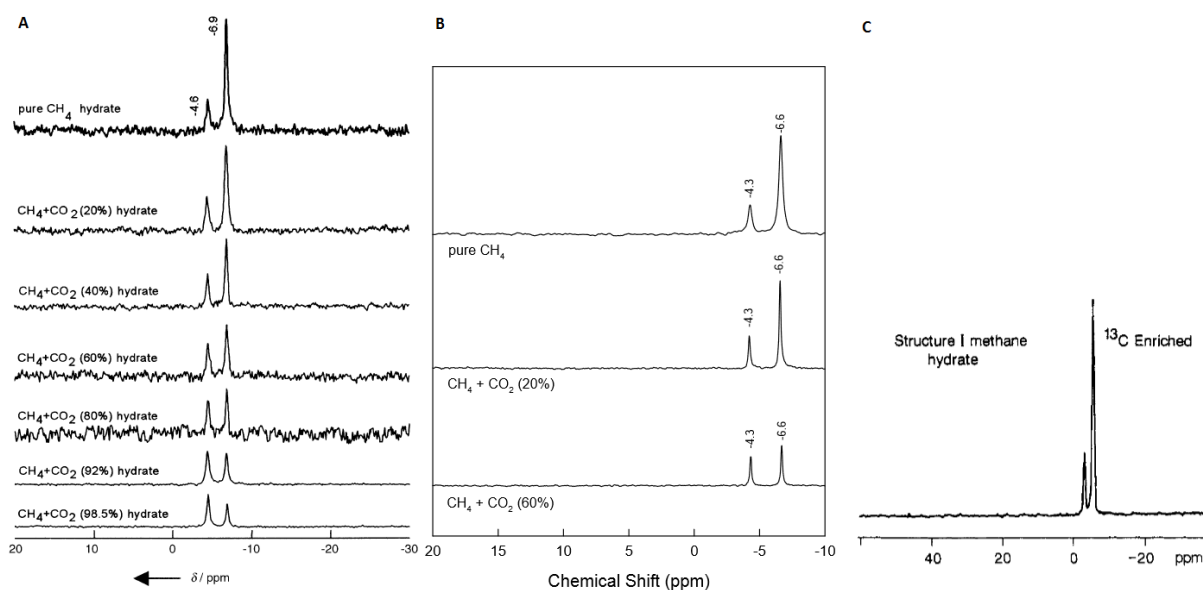 A
-6.9
-4.6
pure CH4 hydrate
CH4+CO2 (20%) hydrate
CH4+CO2 (40%) hydrate
CH4+CO2 (60%) hydrate
CH4+CO2 (80%) hydrate
CH4+CO2 (92%) hydrate
CH4+CO2 (98.5%) hydrate
20 10 0 -10 -20 -30
δ / ppm
B
-4.3
-6.6
pure CH4
-4.3
-6.6
CH4 + CO2 (20%)
-4.3
-6.6
CH4 + CO2 (60%)
20 15 10 5 0 -5 -10
Chemical Shift (ppm)
C
Structure I methane
hydrate
13C Enriched
40 20 0 -20 ppm